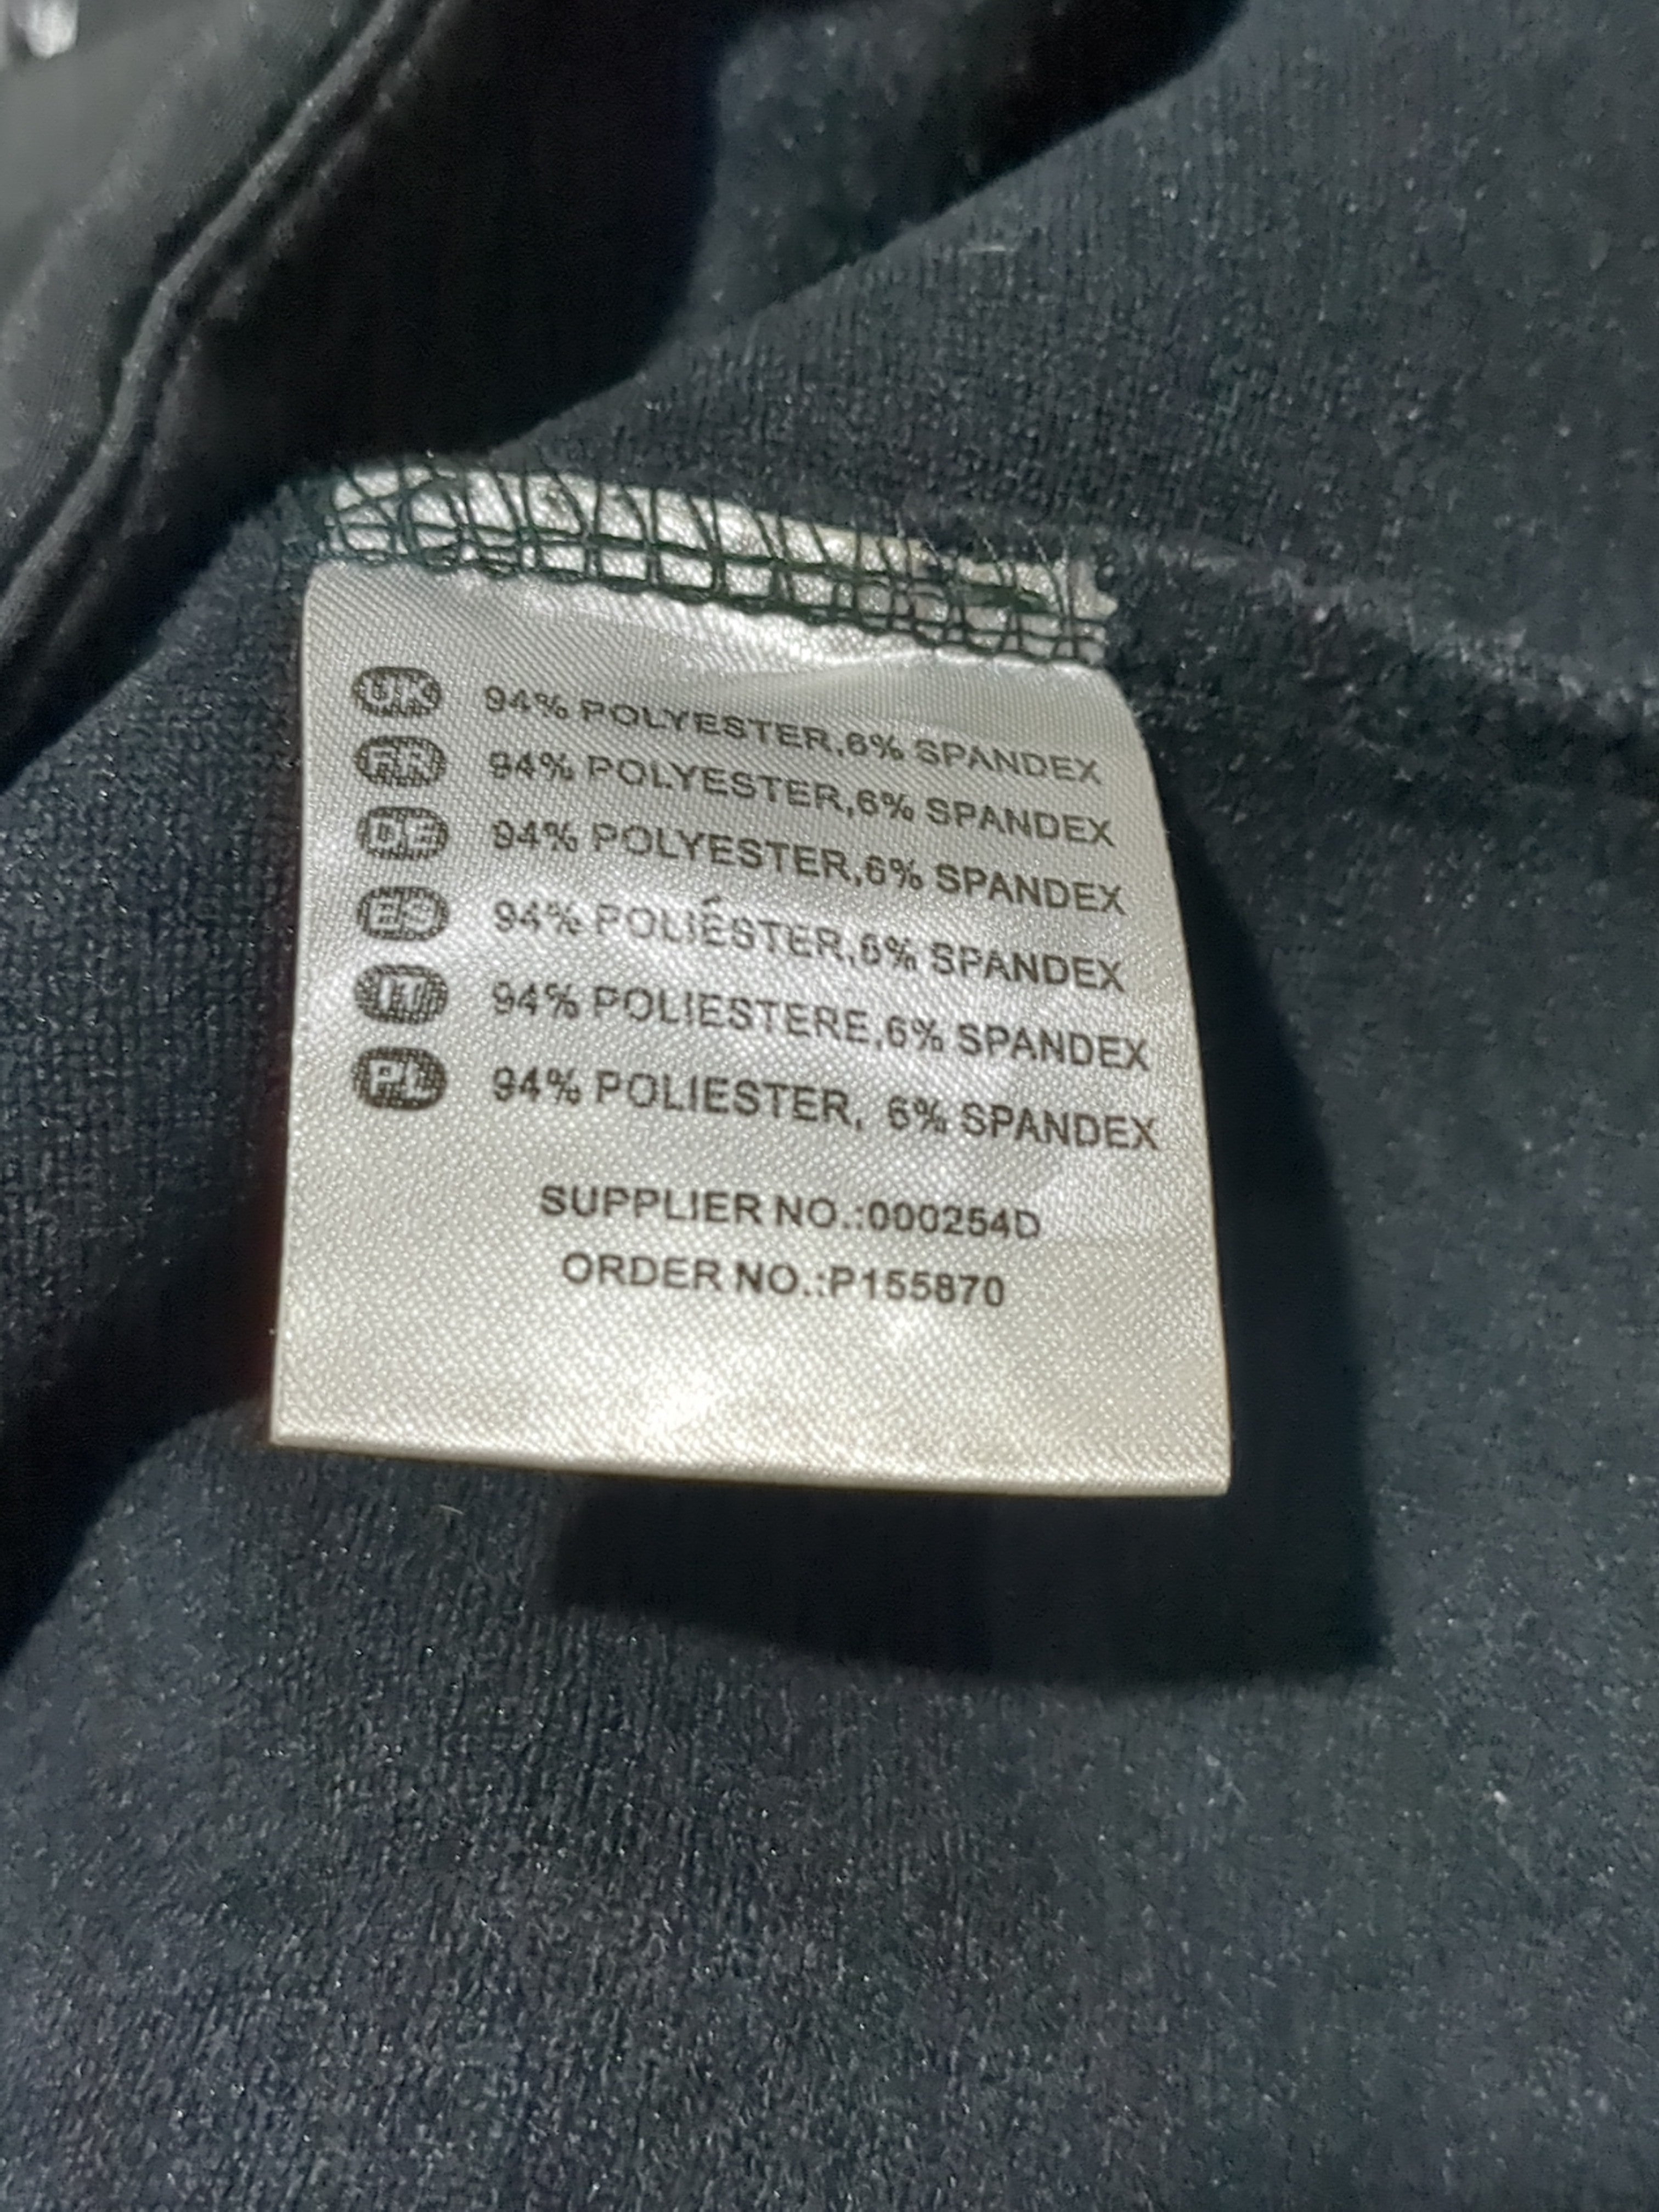 UK 94% POLYESTER,6% SPANDEX
FR 94% POLYESTER,6% SPANDEX
DE 94% POLYESTER,6% SPANDEX
ES 94% POLIÉSTER,6% SPANDEX
IT 94% POLIESTERE,6% SPANDEX
PL 94% POLIESTER, 6% SPANDEX
SUPPLIER NO.:000254D
ORDER NO.:P155870